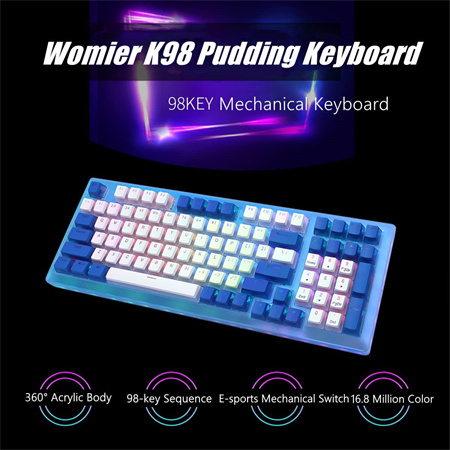 Womier K98 Pudding Keyboard
98KEY Mechanical Keyboard
360° Acrylic Body
98-key Sequence
E-sports Mechanical Switch
16.8 Million Color